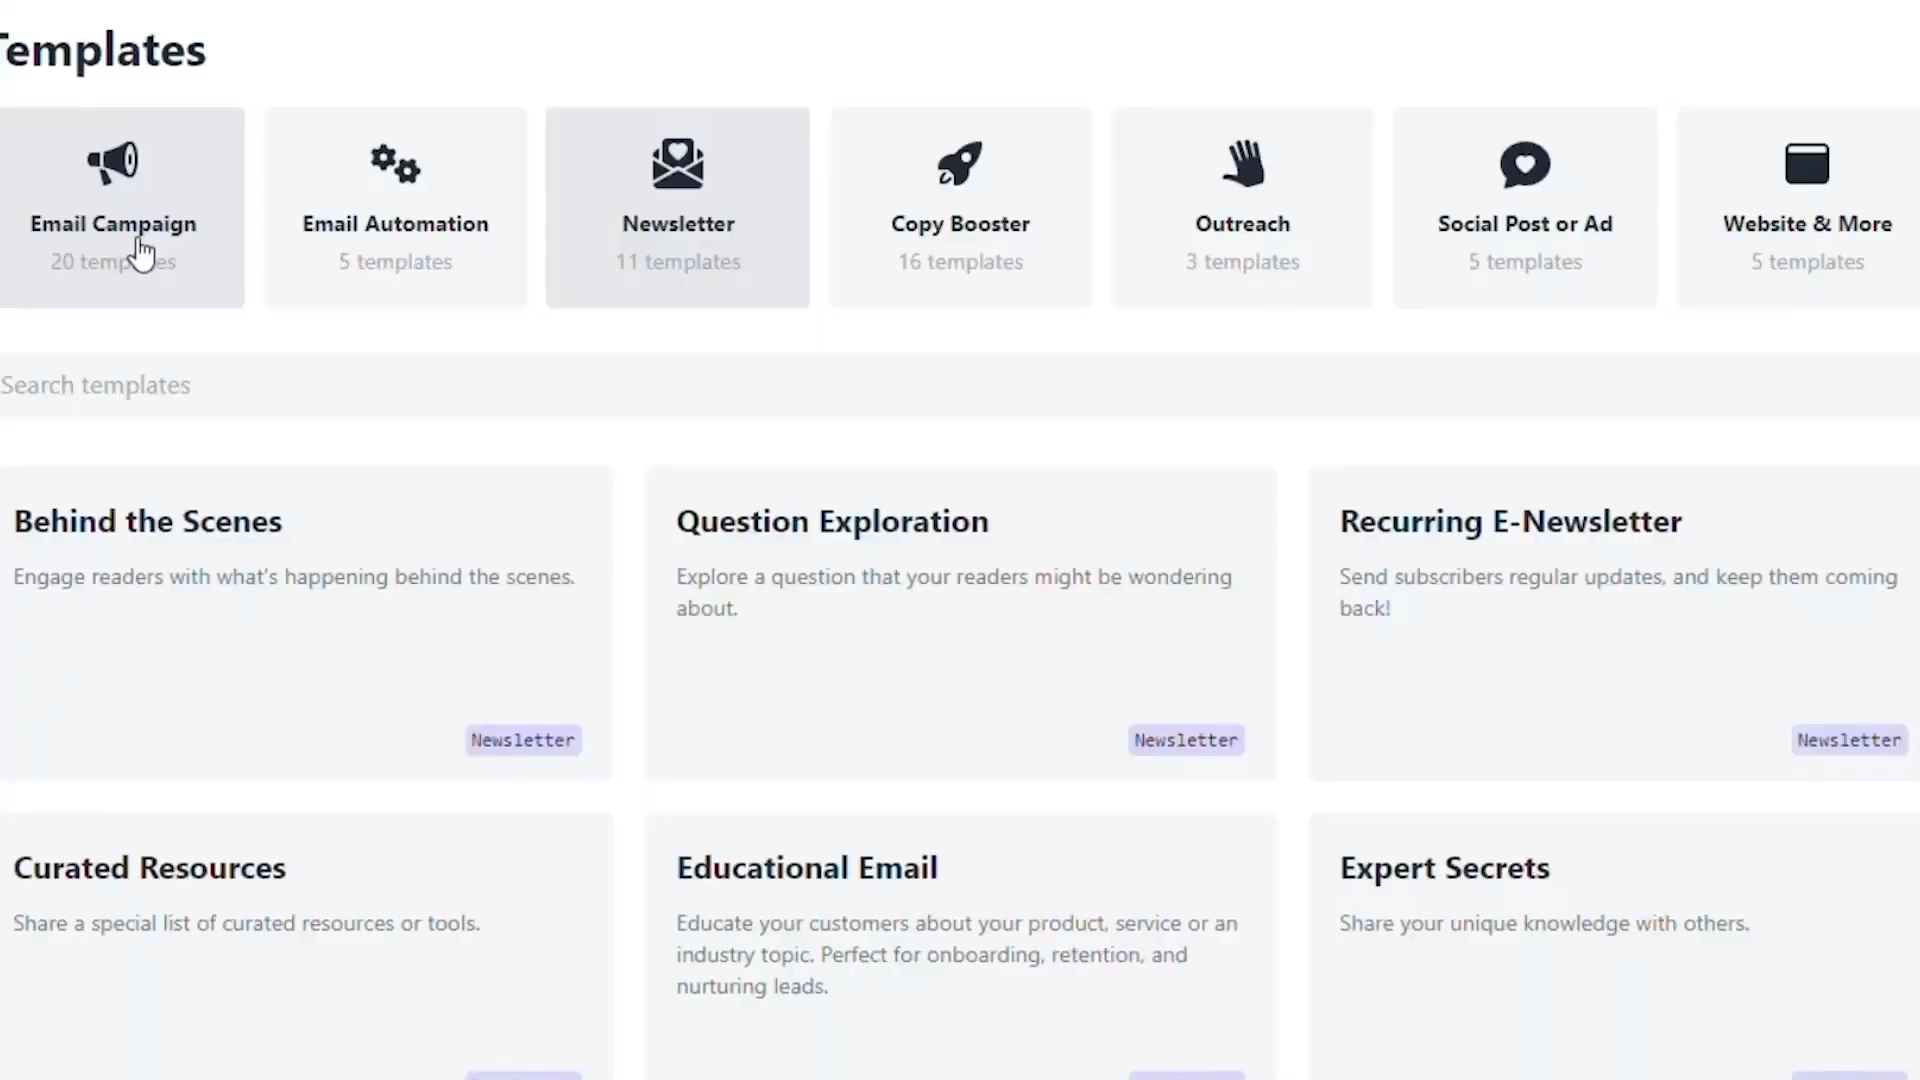 Templates
Email Campaign
20 templates
Email Automation
5 templates
Newsletter
11 templates
Copy Booster
16 templates
Outreach
3 templates
Social Post or Ad
5 templates
Website & More
5 templates
Search templates
Behind the Scenes
Engage readers with what's happening behind the scenes.
Newsletter
Question Exploration
Explore a question that your readers might be wondering
about.
Newsletter
Recurring E-Newsletter
Send subscribers regular updates, and keep them coming
back!
Newsletter
Curated Resources
Share a special list of curated resources or tools.
Educational Email
Educate your customers about your product, service or an
industry topic. Perfect for onboarding, retention, and
nurturing leads.
Expert Secrets
Share your unique knowledge with others.